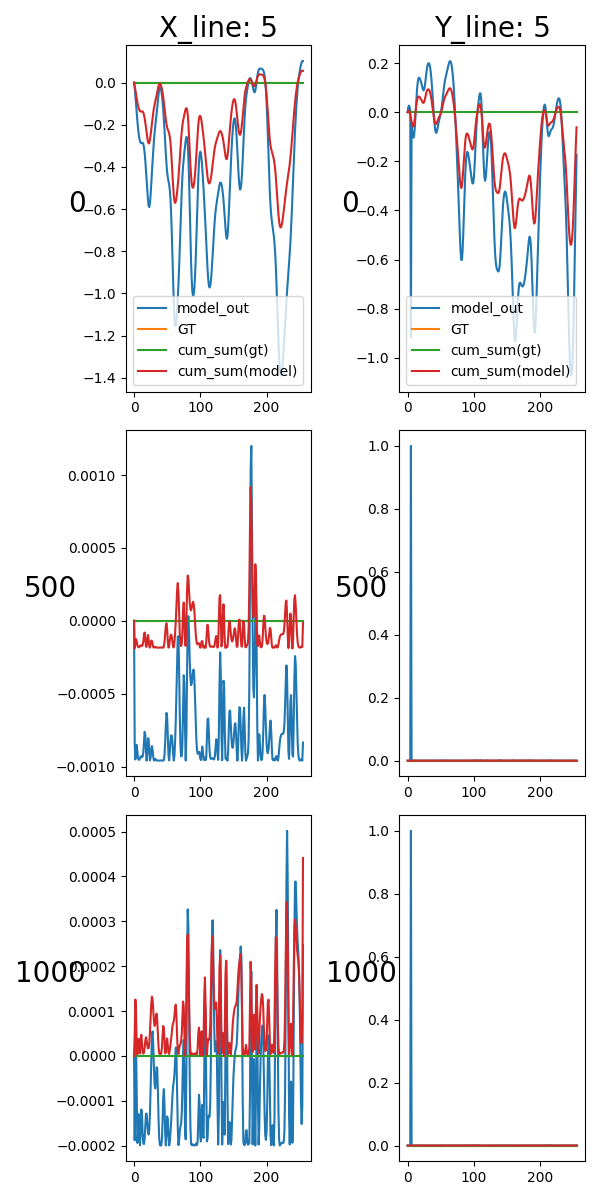 X_line: 5
Y_line: 5
0.0
−0.2
−0.4
−0.6
−0.8
−1.0
−1.2
−1.4
0
model_out
GT
cum_sum(gt)
cum_sum(model)
0 100 200
0.2
0.0
−0.2
−0.4
−0.6
−0.8
−1.0
0
model_out
GT
cum_sum(gt)
cum_sum(model)
0 100 200
0.0010
0.0005
0.0000
−0.0005
−0.0010
500
0 100 200
1.0
0.8
0.6
0.4
0.2
0.0
500
0 100 200
0.0005
0.0004
0.0003
0.0002
0.0001
0.0000
−0.0001
−0.0002
1000
0 100 200
1.0
0.8
0.6
0.4
0.2
0.0
1000
0 100 200